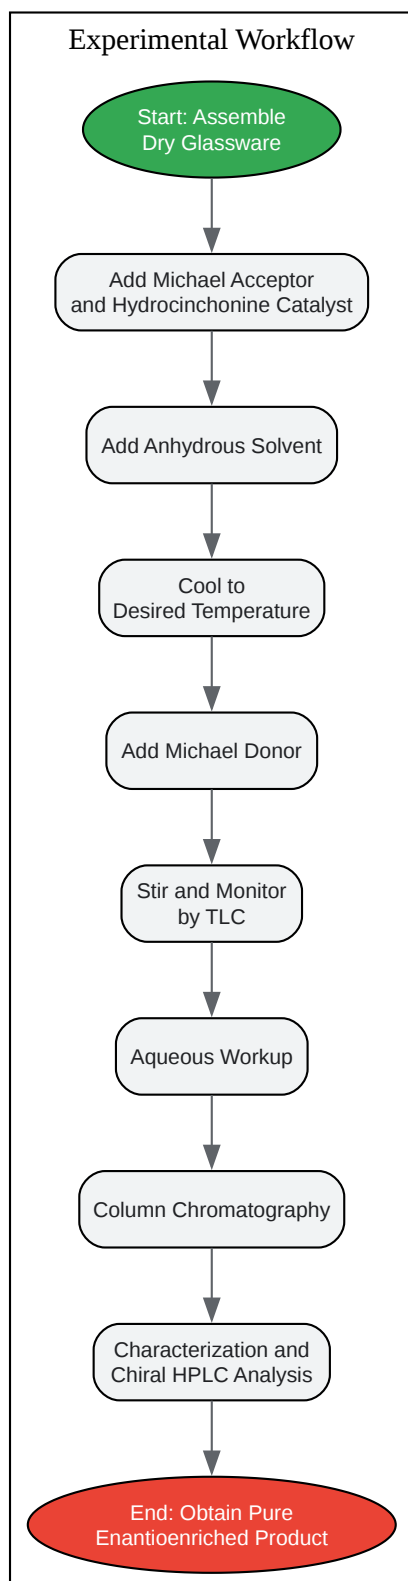 Experimental Workflow
Start: Assemble
Dry Glassware
Add Michael Acceptor
and Hydrocinchonine Catalyst
Add Anhydrous Solvent
Cool to
Desired Temperature
Add Michael Donor
Stir and Monitor
by TLC
Aqueous Workup
Column Chromatography
Characterization and
Chiral HPLC Analysis
End: Obtain Pure
Enantioenriched Product